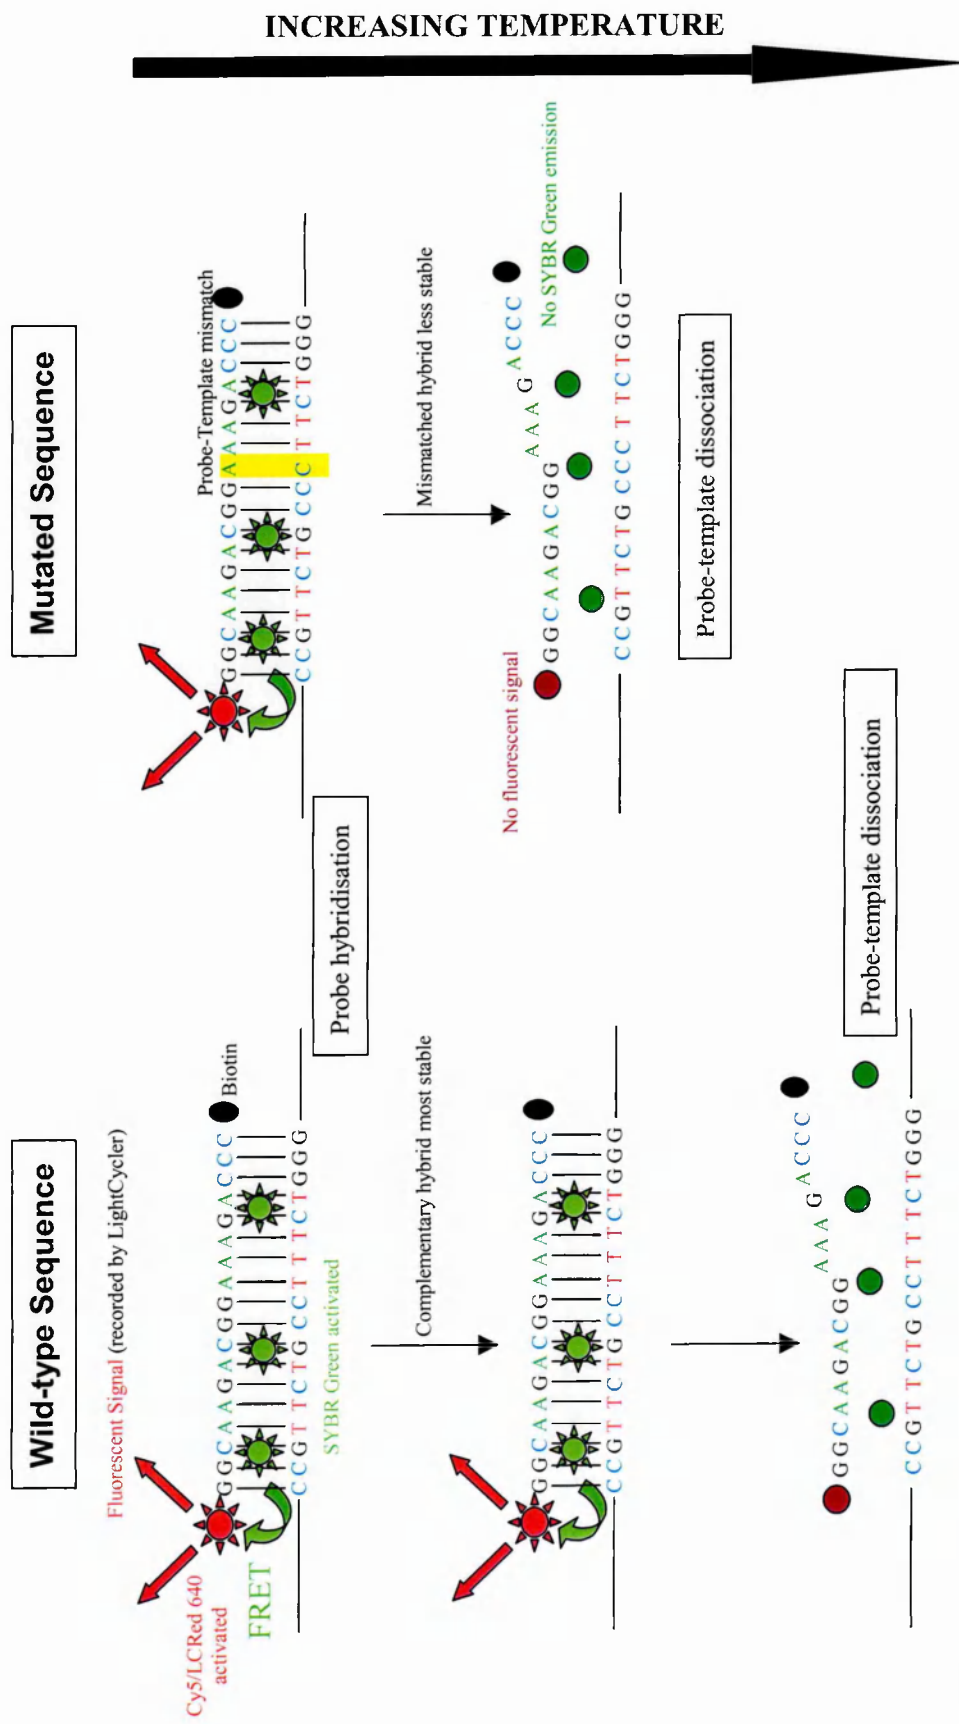 INCREASING TEMPERATURE
Wild-type Sequence
Mutated Sequence
Fluorescent Signal (recorded by LightCycler)
Cy5/LCRed 640
activated
FRET
Biotin
G G C A A G A C G G A A A G A C C C
C C G T T C T G C C T T T C T G G G
SYBR Green activated
Probe hybridisation
Probe-Template mismatch
G G C A A G A C G G A A A G A C C C
C C G T T C T G C C C T T C T G G G
Complementary hybrid most stable
Mismatched hybrid less stable
G G C A A G A C G G A A A G A C C C
C C G T T C T G C C T T T C T G G G
No fluorescent signal
No SYBR Green emission
G G C A A G A C G G A A A G A C C C
C C G T T C T G C C C T T C T G G G
Probe-template dissociation
G G C A A G A C G G A A A G A C C C
C C G T T C T G C C T T T C T G G G
Probe-template dissociation